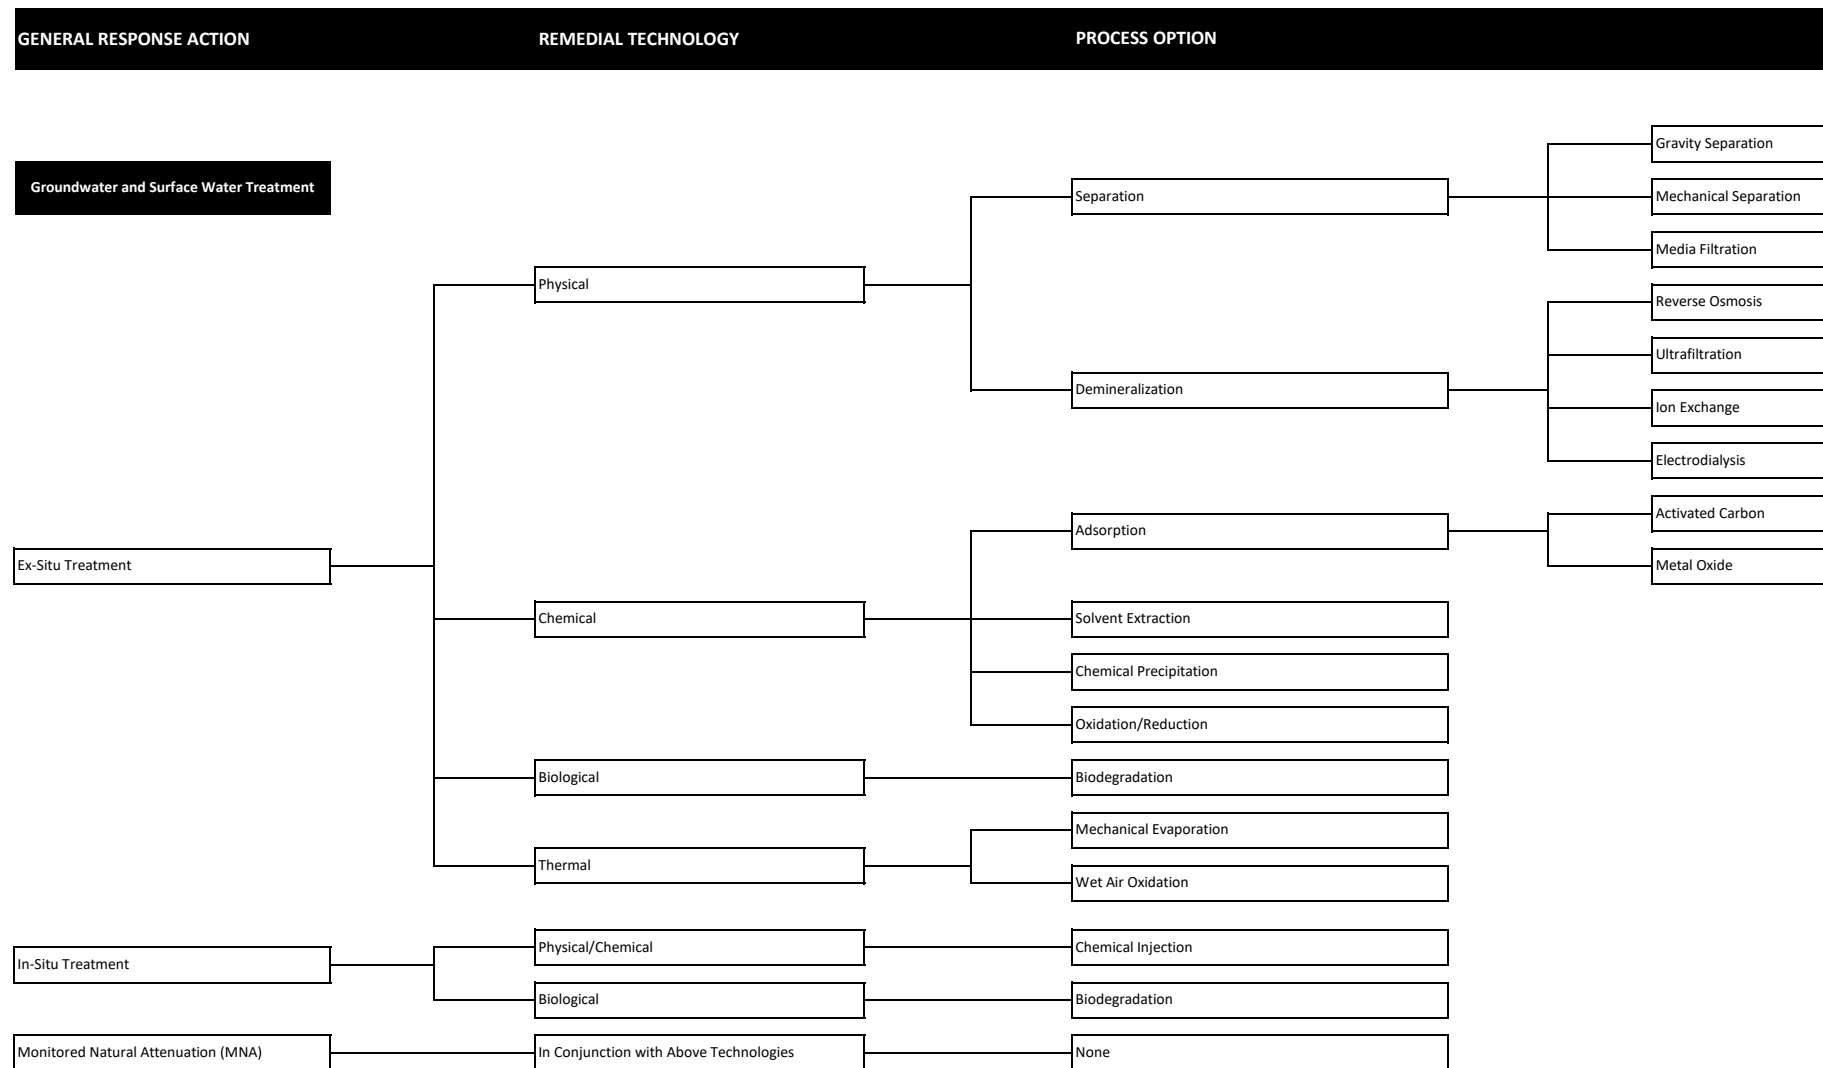 GENERAL RESPONSE ACTION
REMEDIAL TECHNOLOGY
PROCESS OPTION
Gravity Separation
Groundwater and Surface Water Treatment
Separation
Mechanical Separation
Media Filtration
Physical
Reverse Osmosis
Ultrafiltration
Demineralization
Ion Exchange
Electrodialysis
Activated Carbon
Adsorption
Ex-Situ Treatment
Metal Oxide
Chemical
Solvent Extraction
Chemical Precipitation
Oxidation/Reduction
Biological
Biodegradation
Mechanical Evaporation
Thermal
Wet Air Oxidation
Physical/Chemical
Chemical Injection
In-Situ Treatment
Biological
Biodegradation
Monitored Natural Attenuation (MNA)
In Conjunction with Above Technologies
None